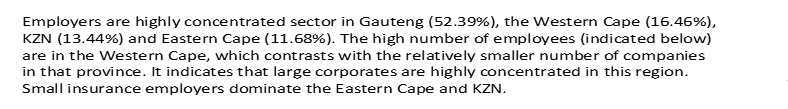 Employers are highly concentrated sector in Gauteng (52.39%), the Western Cape (16.46%),
KZN (13.44%) and Eastern Cape (11.68%). The high number of employees (indicated below)
are in the Western Cape, which contrasts with the relatively smaller number of companies
in that province. It indicates that large corporates are highly concentrated in this region.
Small insurance employers dominate the Eastern Cape and KZN.